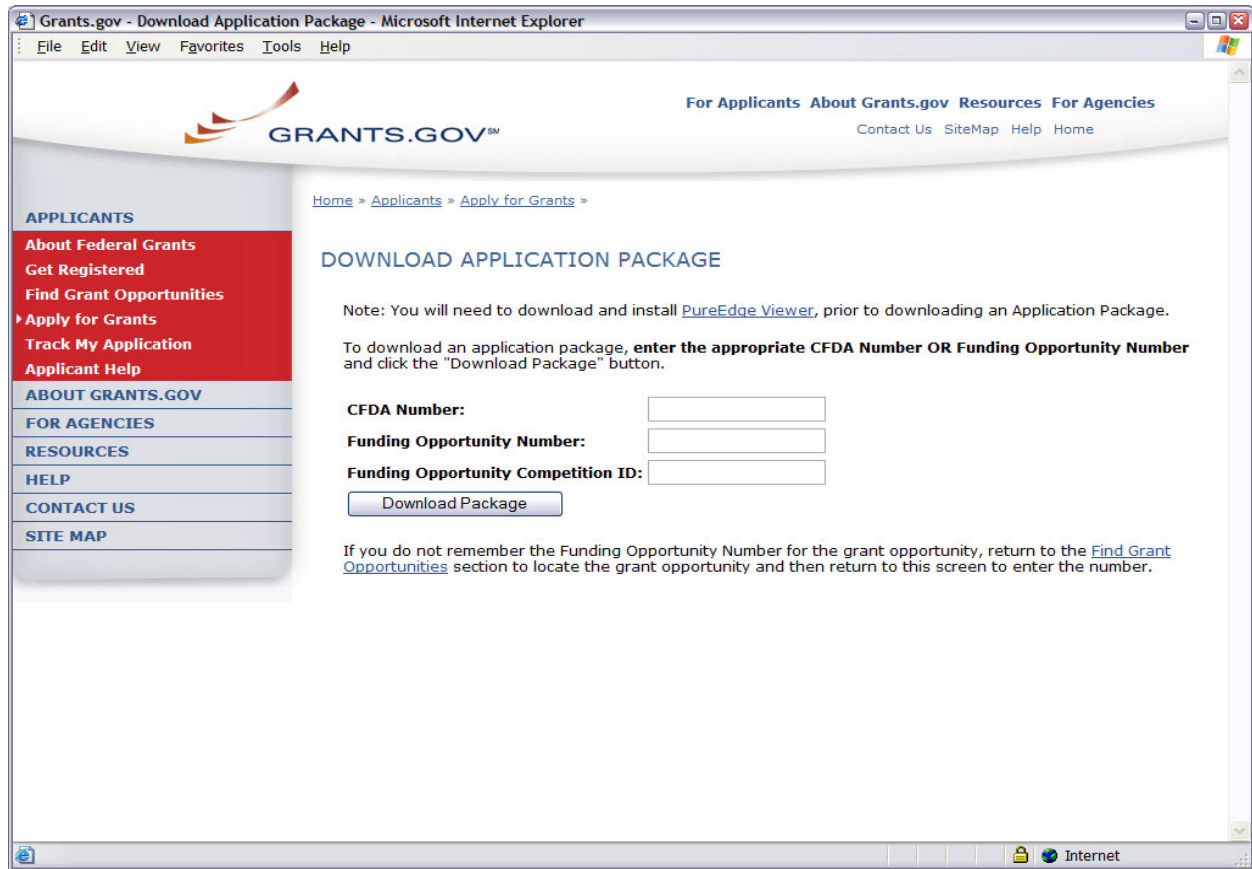 Grants.gov - Download Application Package - Microsoft Internet Explorer
File Edit View Favorites Tools Help
For Applicants About Grants.gov Resources For Agencies
Contact Us SiteMap Help Home
GRANTS.GOV℠
Home » Applicants » Apply for Grants »
APPLICANTS
About Federal Grants
Get Registered
Find Grant Opportunities
Apply for Grants
Track My Application
Applicant Help
ABOUT GRANTS.GOV
FOR AGENCIES
RESOURCES
HELP
CONTACT US
SITE MAP
DOWNLOAD APPLICATION PACKAGE
Note: You will need to download and install PureEdge Viewer, prior to downloading an Application Package.
To download an application package, enter the appropriate CFDA Number OR Funding Opportunity Number
and click the "Download Package" button.
CFDA Number:
Funding Opportunity Number:
Funding Opportunity Competition ID:
Download Package
If you do not remember the Funding Opportunity Number for the grant opportunity, return to the Find Grant
Opportunities section to locate the grant opportunity and then return to this screen to enter the number.
Internet